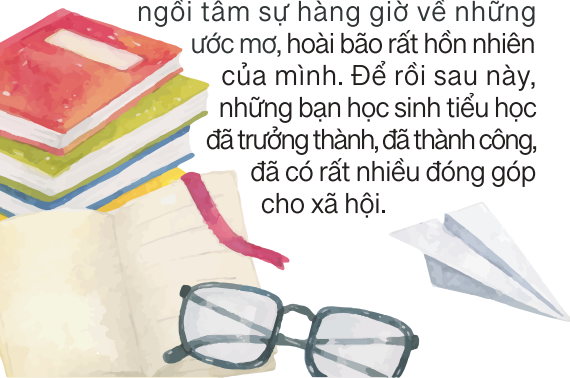 ngồi tâm sự hàng giờ về những
ước mơ, hoài bão rất hồn nhiên
của mình. Để rồi sau này,
những bạn học sinh tiểu học
đã trưởng thành, đã thành công,
đã có rất nhiều đóng góp
cho xã hội.